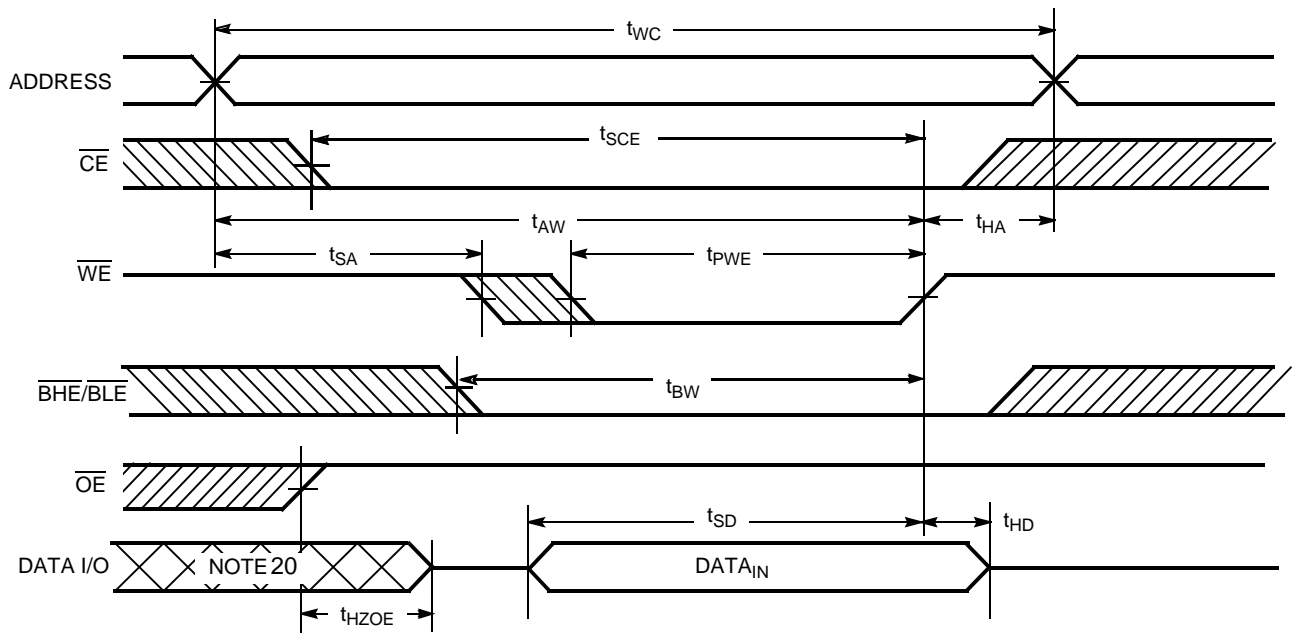 tWC
ADDRESS
tSCE
CE
tAW
tHA
tSA
tPWE
WE
tBW
BHE/BLE
OE
tSD
tHD
DATA I/O
NOTE 20
DATAIN
tHZOE